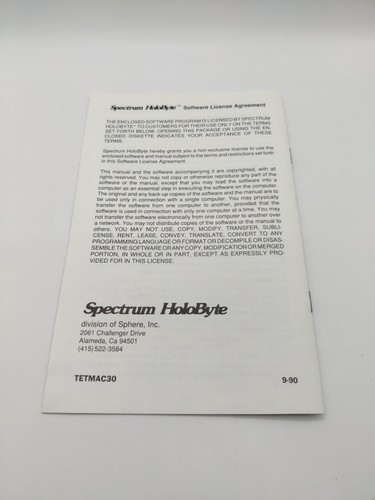 Spectrum HoloByte™ Software License Agreement
THE ENCLOSED SOFTWARE PROGRAM IS LICENSED BY SPECTRUM
HOLOBYTE™ TO CUSTOMERS FOR THEIR USE ONLY ON THE TERMS
SET FORTH BELOW. OPENING THIS PACKAGE OR USING THE EN-
CLOSED DISKETTE INDICATES YOUR ACCEPTANCE OF THESE
TERMS.
Spectrum HoloByte hereby grants you a non-exclusive license to use the
enclosed software and manual subject to the terms and restrictions set forth
in this Software License Agreement.
This manual and the software accompanying it are copyrighted, with all
rights reserved. You may not copy or otherwise reproduce any part of the
software or manual, except that you may load the software into a
computer as an essential step in executing the software on the computer.
The original and any back-up copies of the software and the manual are to
be used only in connection with a single computer. You may physically
transfer the software from one computer to another, provided that the
software is used in connection with only one computer at a time. You may
not transfer the software electronically from one computer to another over
a network. You may not distribute copies of the software or this manual to
others. YOU MAY NOT USE, COPY, MODIFY, TRANSFER, SUBLI-
CENSE, RENT, LEASE, CONVEY, TRANSLATE, CONVERT TO ANY
PROGRAMMING LANGUAGE OR FORMAT OR DECOMPILE OR DISAS-
SEMBLE THE SOFTWARE OR ANY COPY, MODIFICATION OR MERGED
PORTION, IN WHOLE OR IN PART, EXCEPT AS EXPRESSLY PRO-
VIDED FOR IN THIS LICENSE.
Spectrum HoloByte
division of Sphere, Inc.
2061 Challenger Drive
Alameda, Ca 94501
(415) 522-3584
TETMAC30 9-90